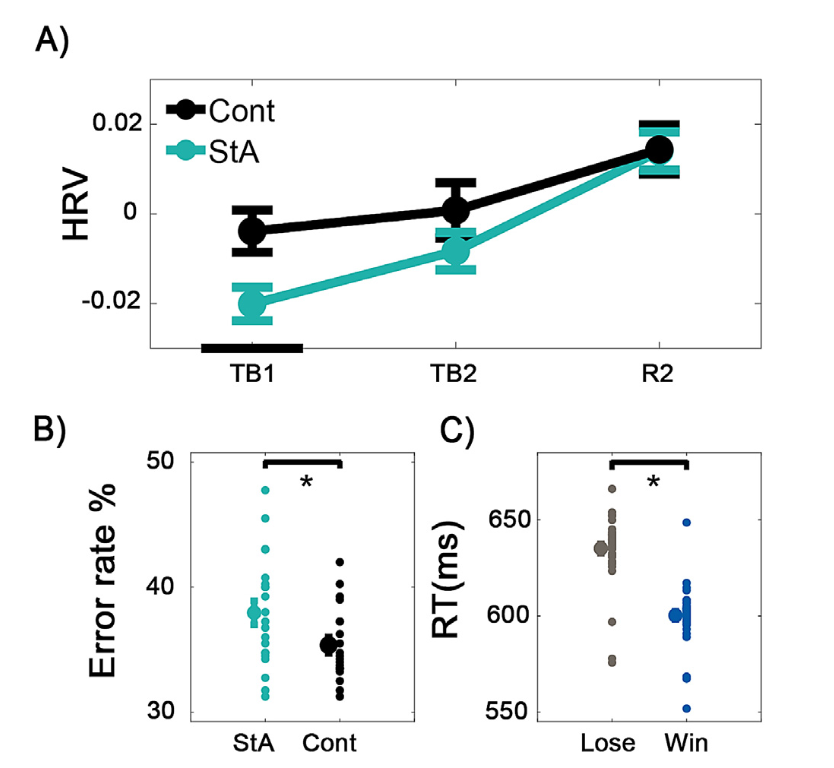 A)
Cont
StA
HRV
0.02
0
-0.02
TB1 TB2 R2
B)
Error rate %
50
40
30
*
StA Cont
C)
RT(ms)
650
600
550
*
Lose Win